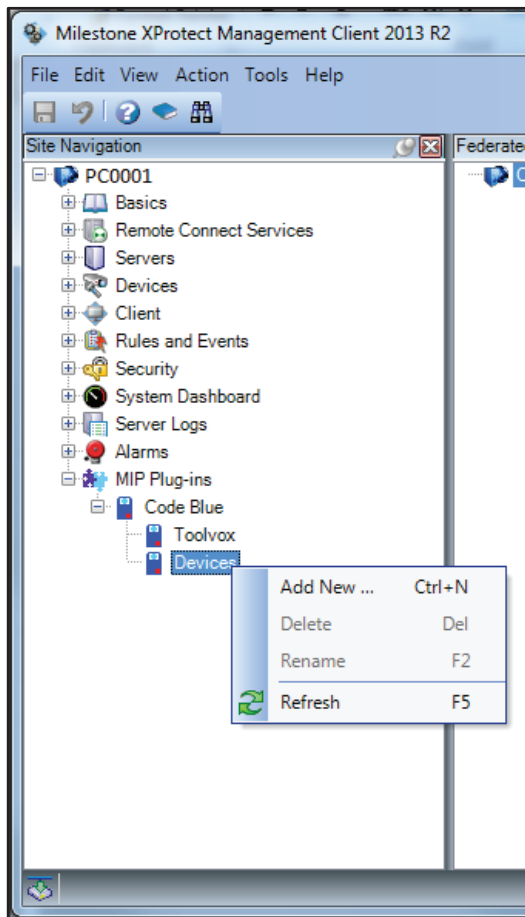 Milestone XProtect Management Client 2013 R2
File Edit View Action Tools Help
Site Navigation
Federate
PC0001
Basics
Remote Connect Services
Servers
Devices
Client
Rules and Events
Security
System Dashboard
Server Logs
Alarms
MIP Plug-ins
Code Blue
Toolvox
Devices
Add New ... Ctrl+N
Delete Del
Rename F2
Refresh F5